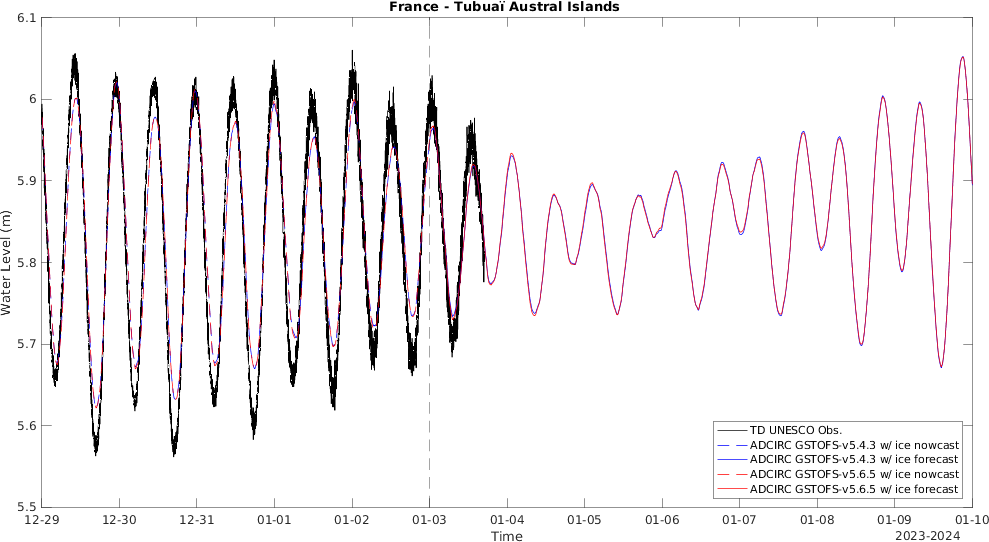 France - Tubuaï Austral Islands
6.1
6
5.9
5.8
5.7
5.6
5.5
Water Level (m)
TD UNESCO Obs.
ADCIRC GSTOFS-v5.4.3 w/ ice nowcast
ADCIRC GSTOFS-v5.4.3 w/ ice forecast
ADCIRC GSTOFS-v5.6.5 w/ ice nowcast
ADCIRC GSTOFS-v5.6.5 w/ ice forecast
12-29 12-30 12-31 01-01 01-02 01-03 01-04 01-05 01-06 01-07 01-08 01-09 01-10
Time
2023-2024